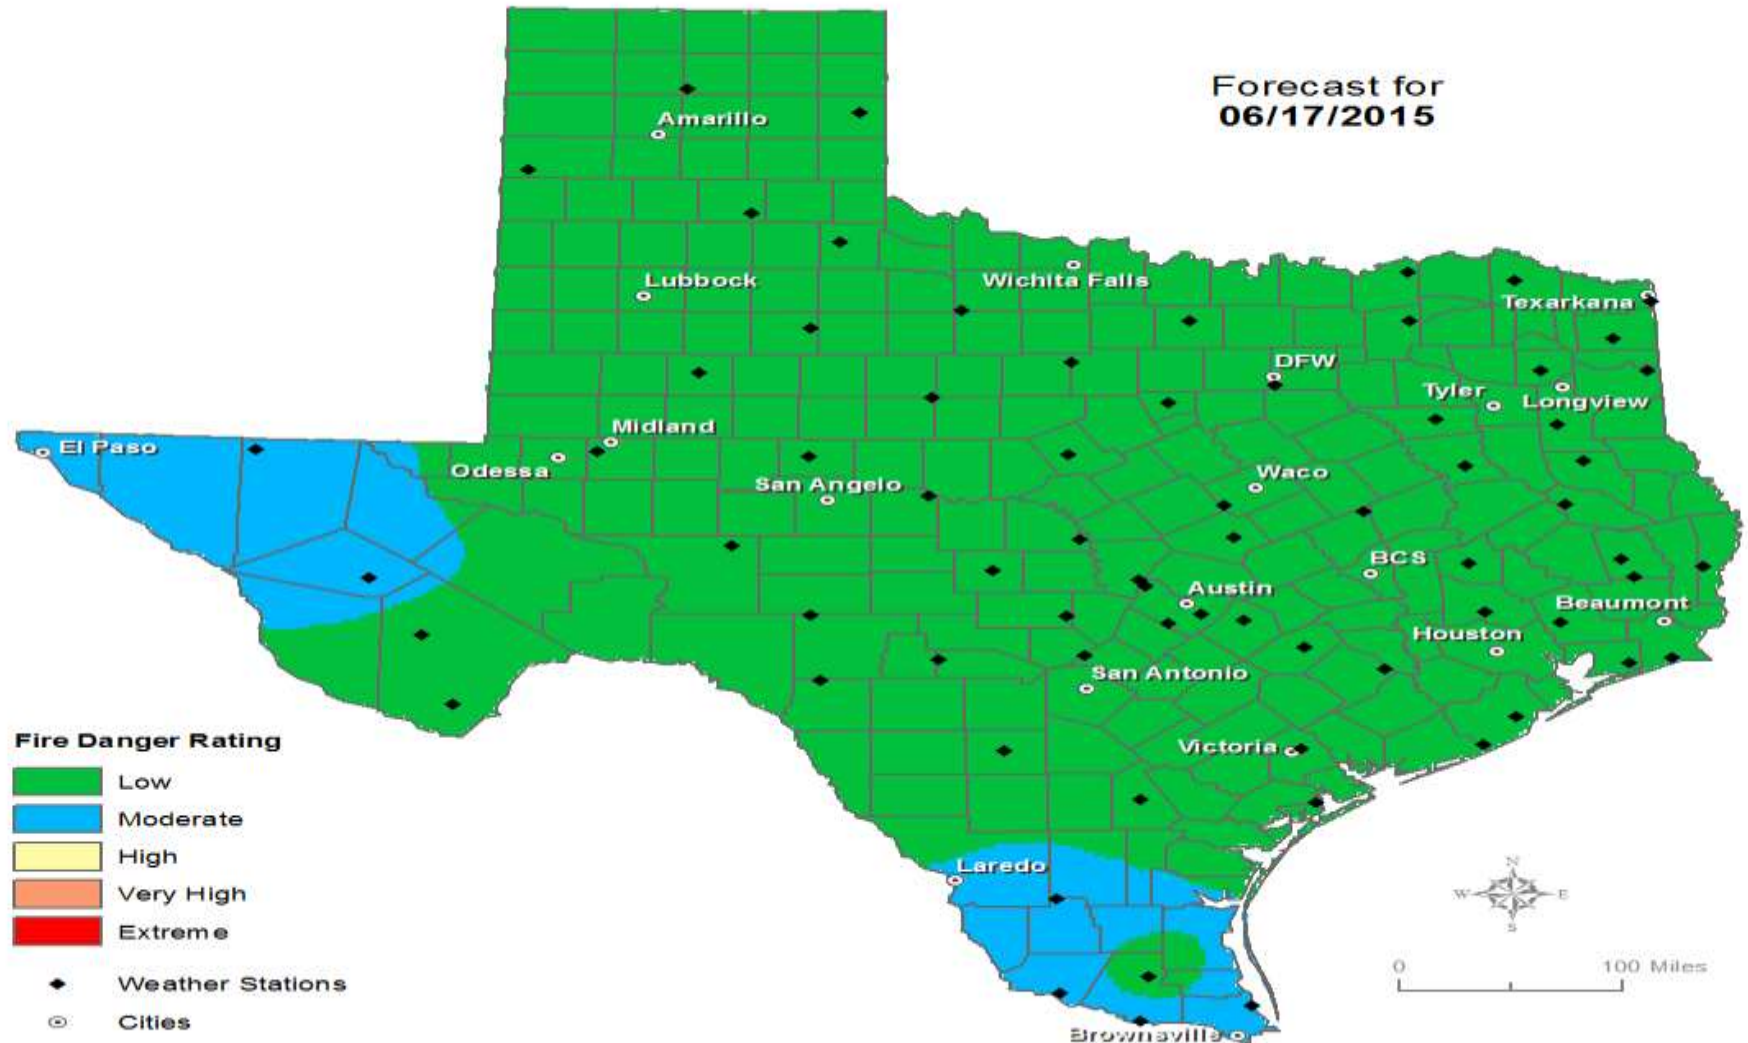 Forecast for
06/17/2015
Amarillo
Lubbock
Wichita Falls
Texarkana
DFW
Tyler
Longview
Midland
El Paso
Odessa
San Angelo
Waco
BCS
Austin
Beaumont
Houston
San Antonio
Victoria
Laredo
Brownsville
Fire Danger Rating
Low
Moderate
High
Very High
Extreme
Weather Stations
Cities
N
W E
S
0 100 Miles